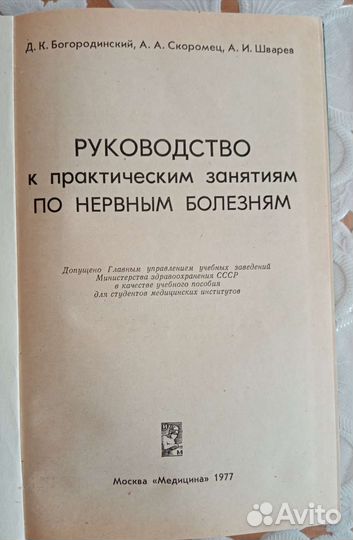 Д. К. Богородинский, А. А. Скоромец, А. И. Шварев
РУКОВОДСТВО
к практическим занятиям
ПО НЕРВНЫМ БОЛЕЗНЯМ
Допущено Главным управлением учебных заведений
Министерства здравоохранения СССР
в качестве учебного пособия
для студентов медицинских институтов
Москва «Медицина» 1977
Avito